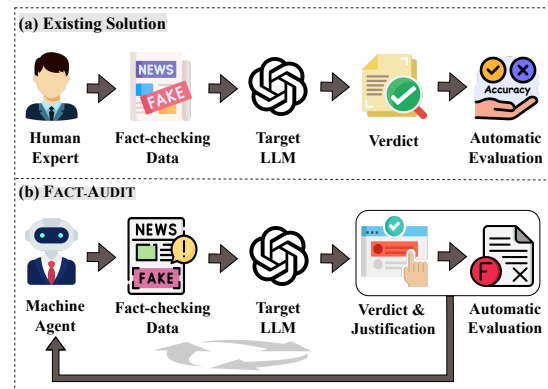 (a) Existing Solution
NEWS
FAKE
Accuracy
Human
Expert
Fact-checking
Data
Target
LLM
Verdict
Automatic
Evaluation
(b) FACT-AUDIT
NEWS
!
FAKE
F
Machine
Agent
Fact-checking
Data
Target
LLM
Verdict &
Justification
Automatic
Evaluation